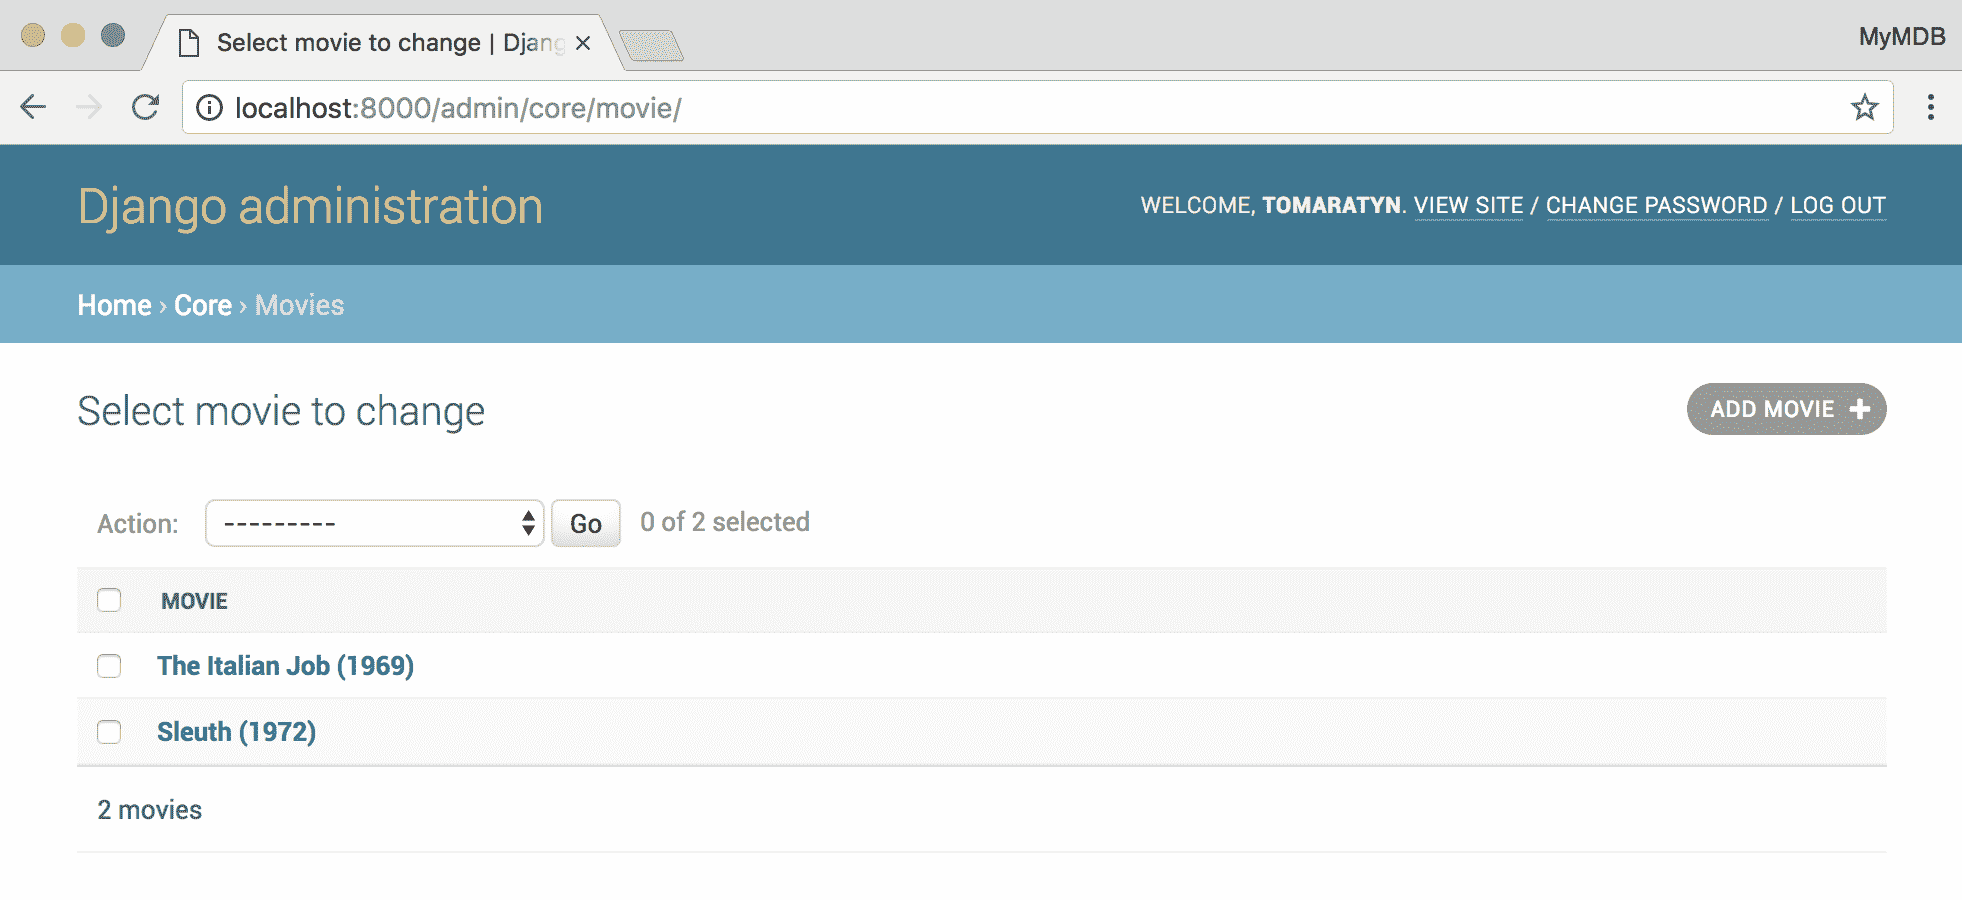 Select movie to change | Djang
MyMDB
localhost:8000/admin/core/movie/
Django administration
WELCOME, TOMARATYN. VIEW SITE / CHANGE PASSWORD / LOG OUT
Home › Core › Movies
Select movie to change
ADD MOVIE +
Action: --------- Go 0 of 2 selected
MOVIE
The Italian Job (1969)
Sleuth (1972)
2 movies